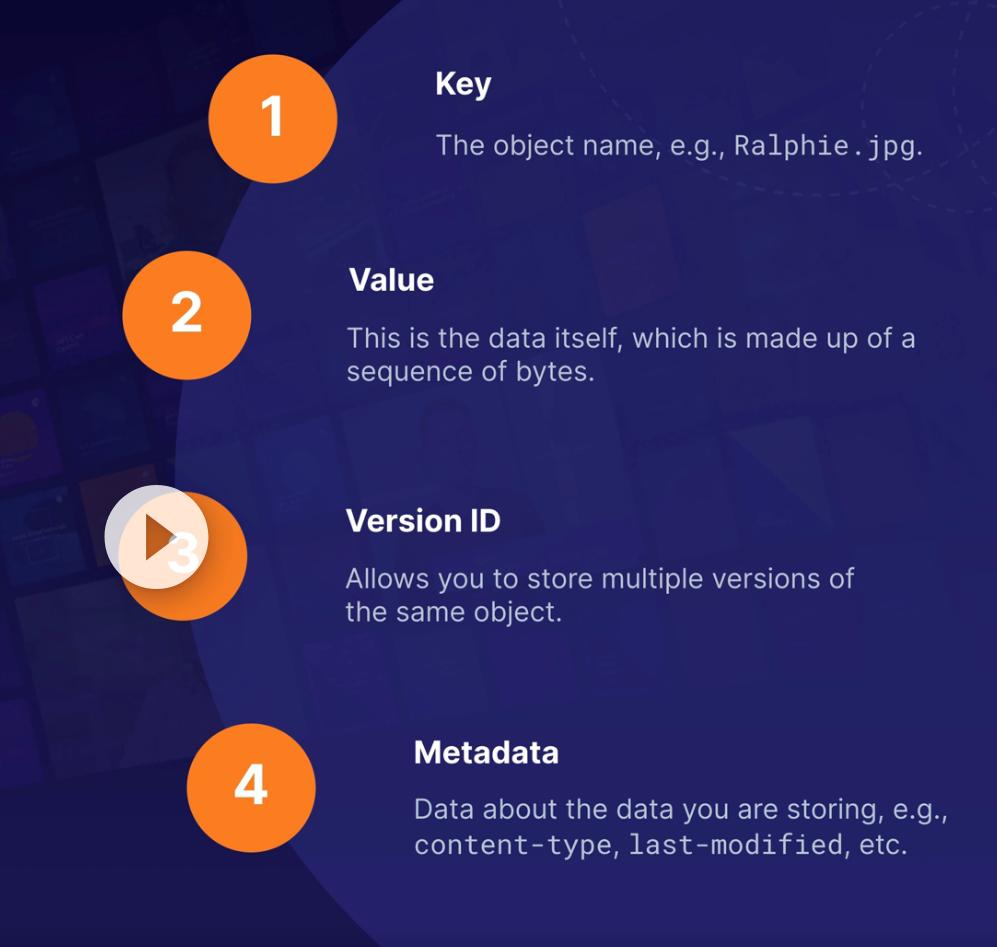 1
Key
The object name, e.g., Ralphie.jpg.
2
Value
This is the data itself, which is made up of a
sequence of bytes.
3
Version ID
Allows you to store multiple versions of
the same object.
4
Metadata
Data about the data you are storing, e.g.,
content-type, last-modified, etc.